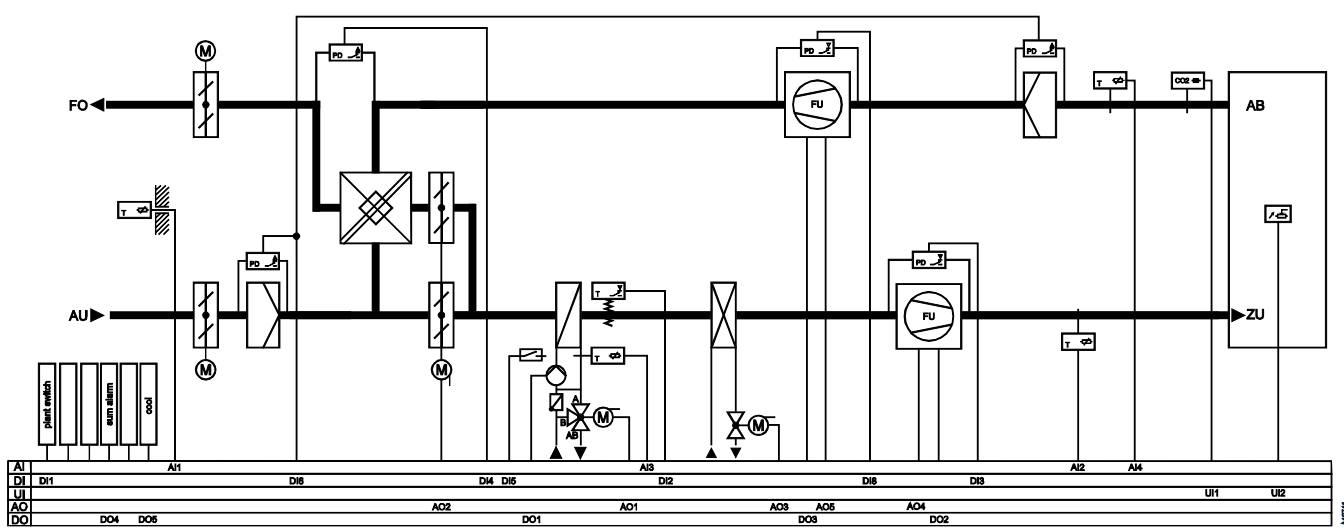 M
PD
PD
PD
T
CO2
FO
FU
AB
T
PD
PD
T
AU
FU
ZU
M
M
T
T
plant switch
sum alarm
cool
A
B
M
M
AB
AI AI1 AI3 AI2 AI4
DI DI1 DI6 DI4 DI5 DI2 DI8 DI3
UI UI1 UI2
AO AO2 AO1 AO3 AO5 AO4
DO DO4 DO5 DO1 DO3 DO2